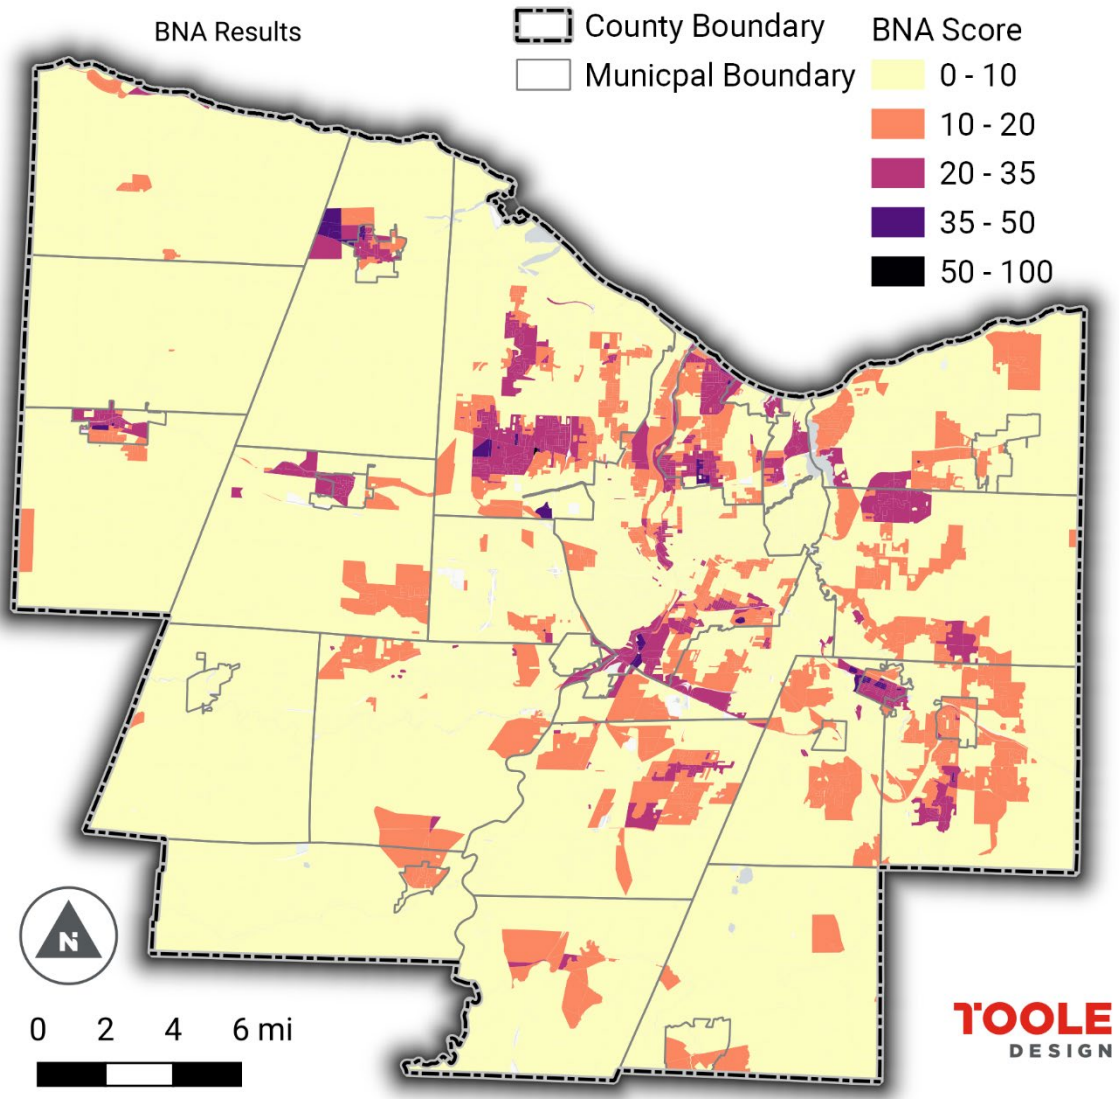 BNA Results
County Boundary
Municpal Boundary
BNA Score
0 - 10
10 - 20
20 - 35
35 - 50
50 - 100
N
0 2 4 6 mi
TOOLE
DESIGN